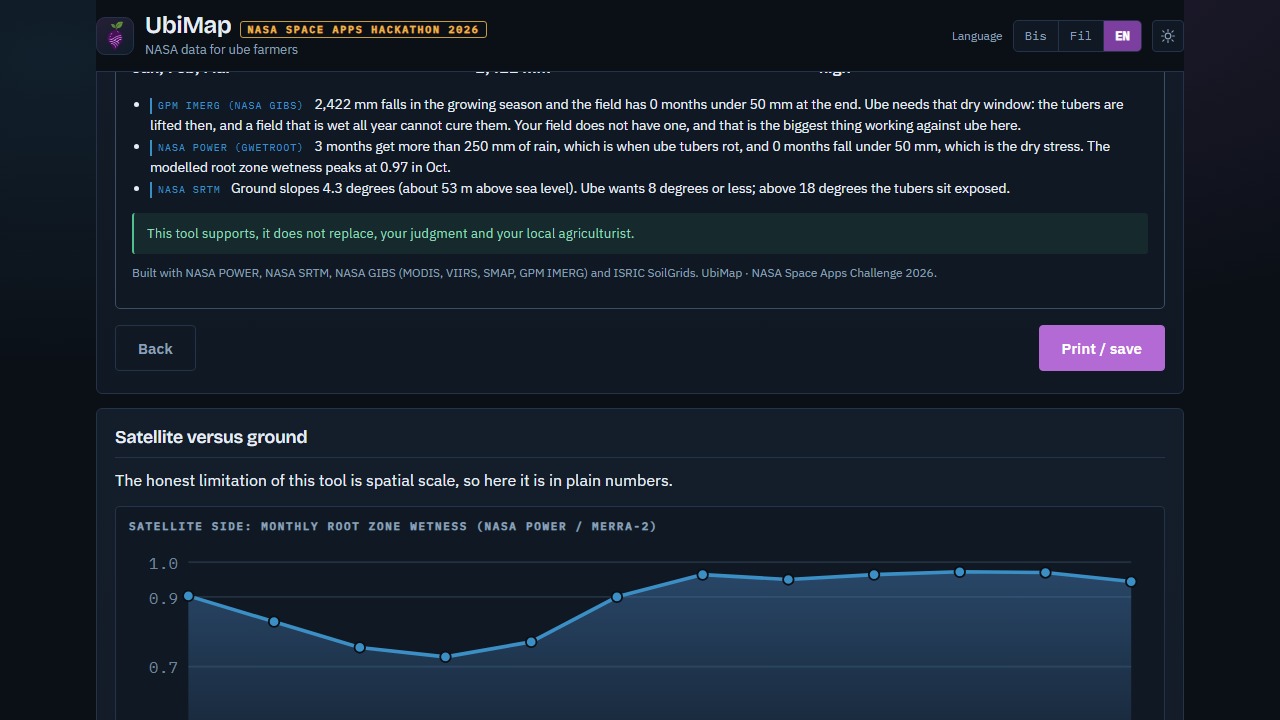 UbiMap NASA SPACE APPS HACKATHON 2026
NASA data for ube farmers
Language Bis Fil EN
GPM IMERG (NASA GIBS) 2,422 mm falls in the growing season and the field has 0 months under 50 mm at the end. Ube needs that dry window: the tubers are
lifted then, and a field that is wet all year cannot cure them. Your field does not have one, and that is the biggest thing working against ube here.
NASA POWER (GWETROOT) 3 months get more than 250 mm of rain, which is when ube tubers rot, and 0 months fall under 50 mm, which is the dry stress. The
modelled root zone wetness peaks at 0.97 in Oct.
NASA SRTM Ground slopes 4.3 degrees (about 53 m above sea level). Ube wants 8 degrees or less; above 18 degrees the tubers sit exposed.
This tool supports, it does not replace, your judgment and your local agriculturist.
Built with NASA POWER, NASA SRTM, NASA GIBS (MODIS, VIIRS, SMAP, GPM IMERG) and ISRIC SoilGrids. UbiMap · NASA Space Apps Challenge 2026.
Back
Print / save
Satellite versus ground
The honest limitation of this tool is spatial scale, so here it is in plain numbers.
SATELLITE SIDE: MONTHLY ROOT ZONE WETNESS (NASA POWER / MERRA-2)
1.0
0.9
0.7